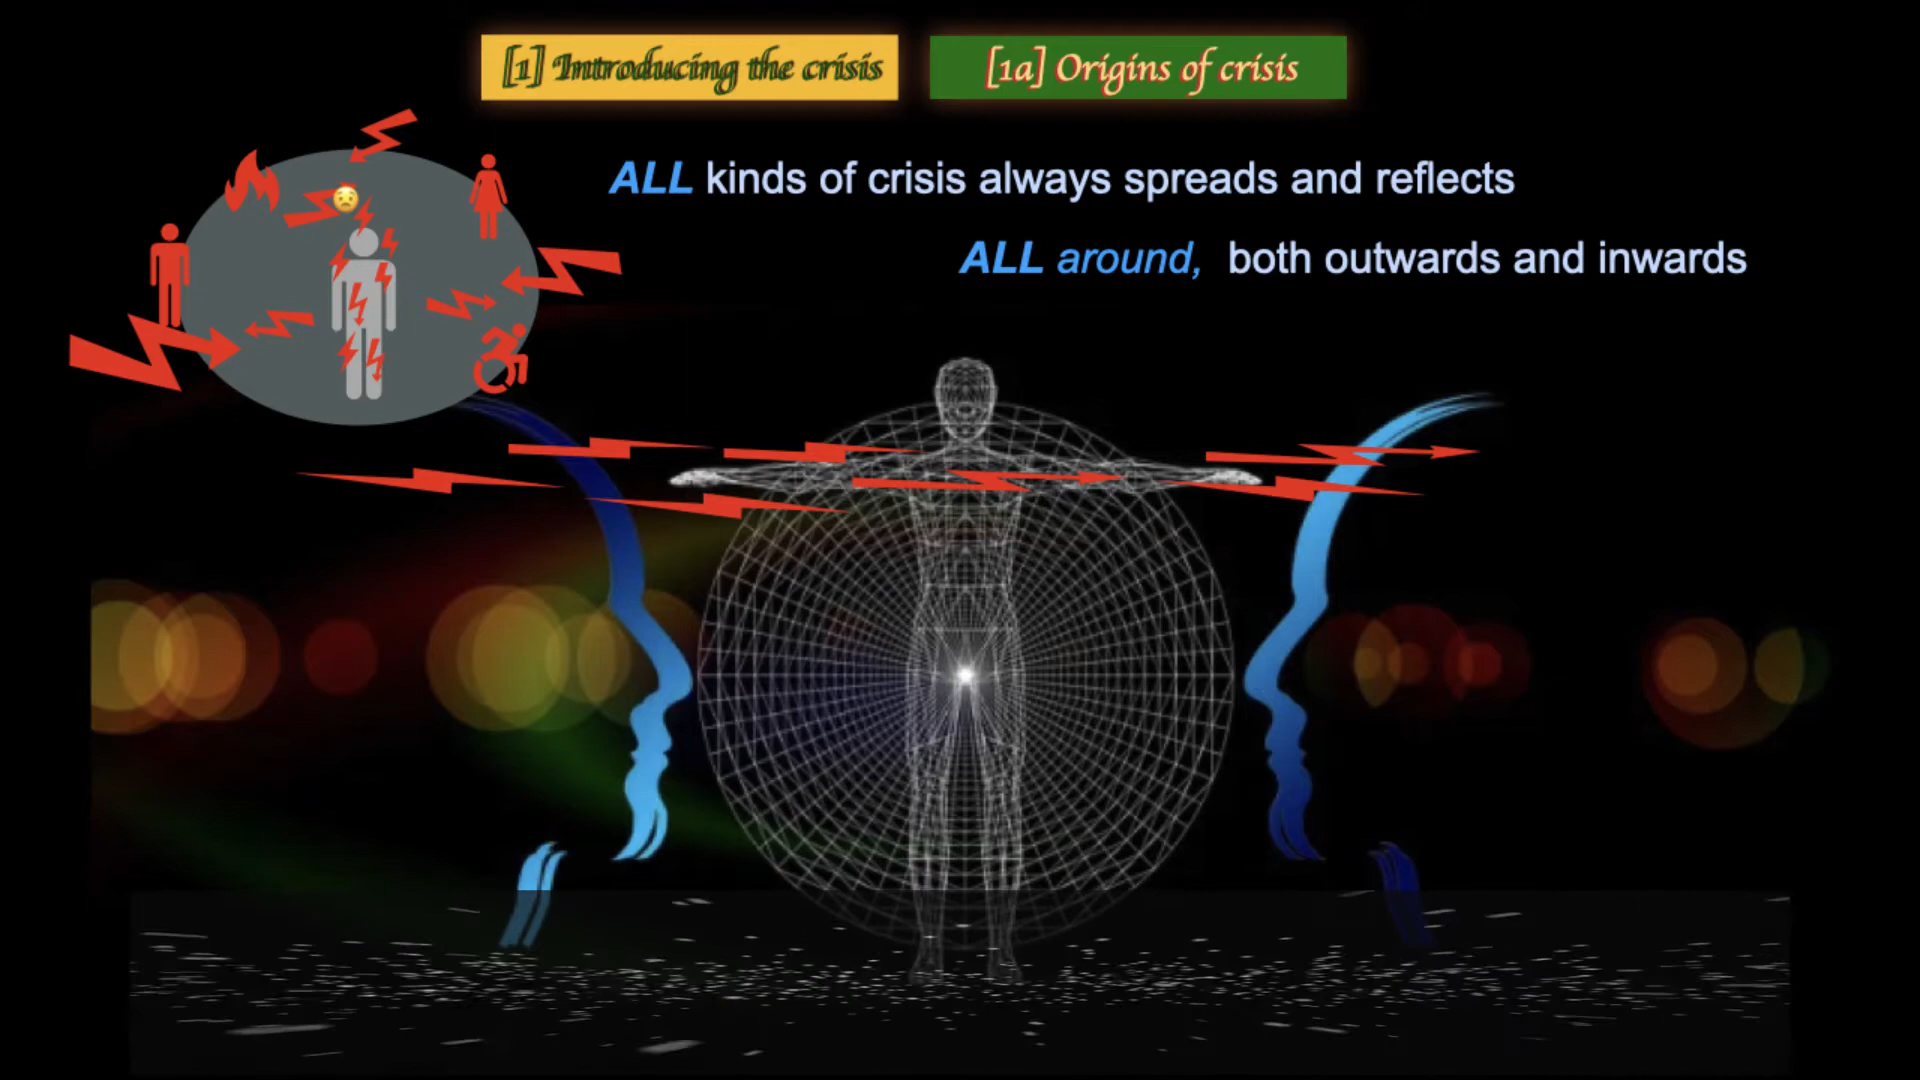 [1] Introducing the crisis
[1a] Origins of crisis
ALL kinds of crisis always spreads and reflects
ALL around, both outwards and inwards